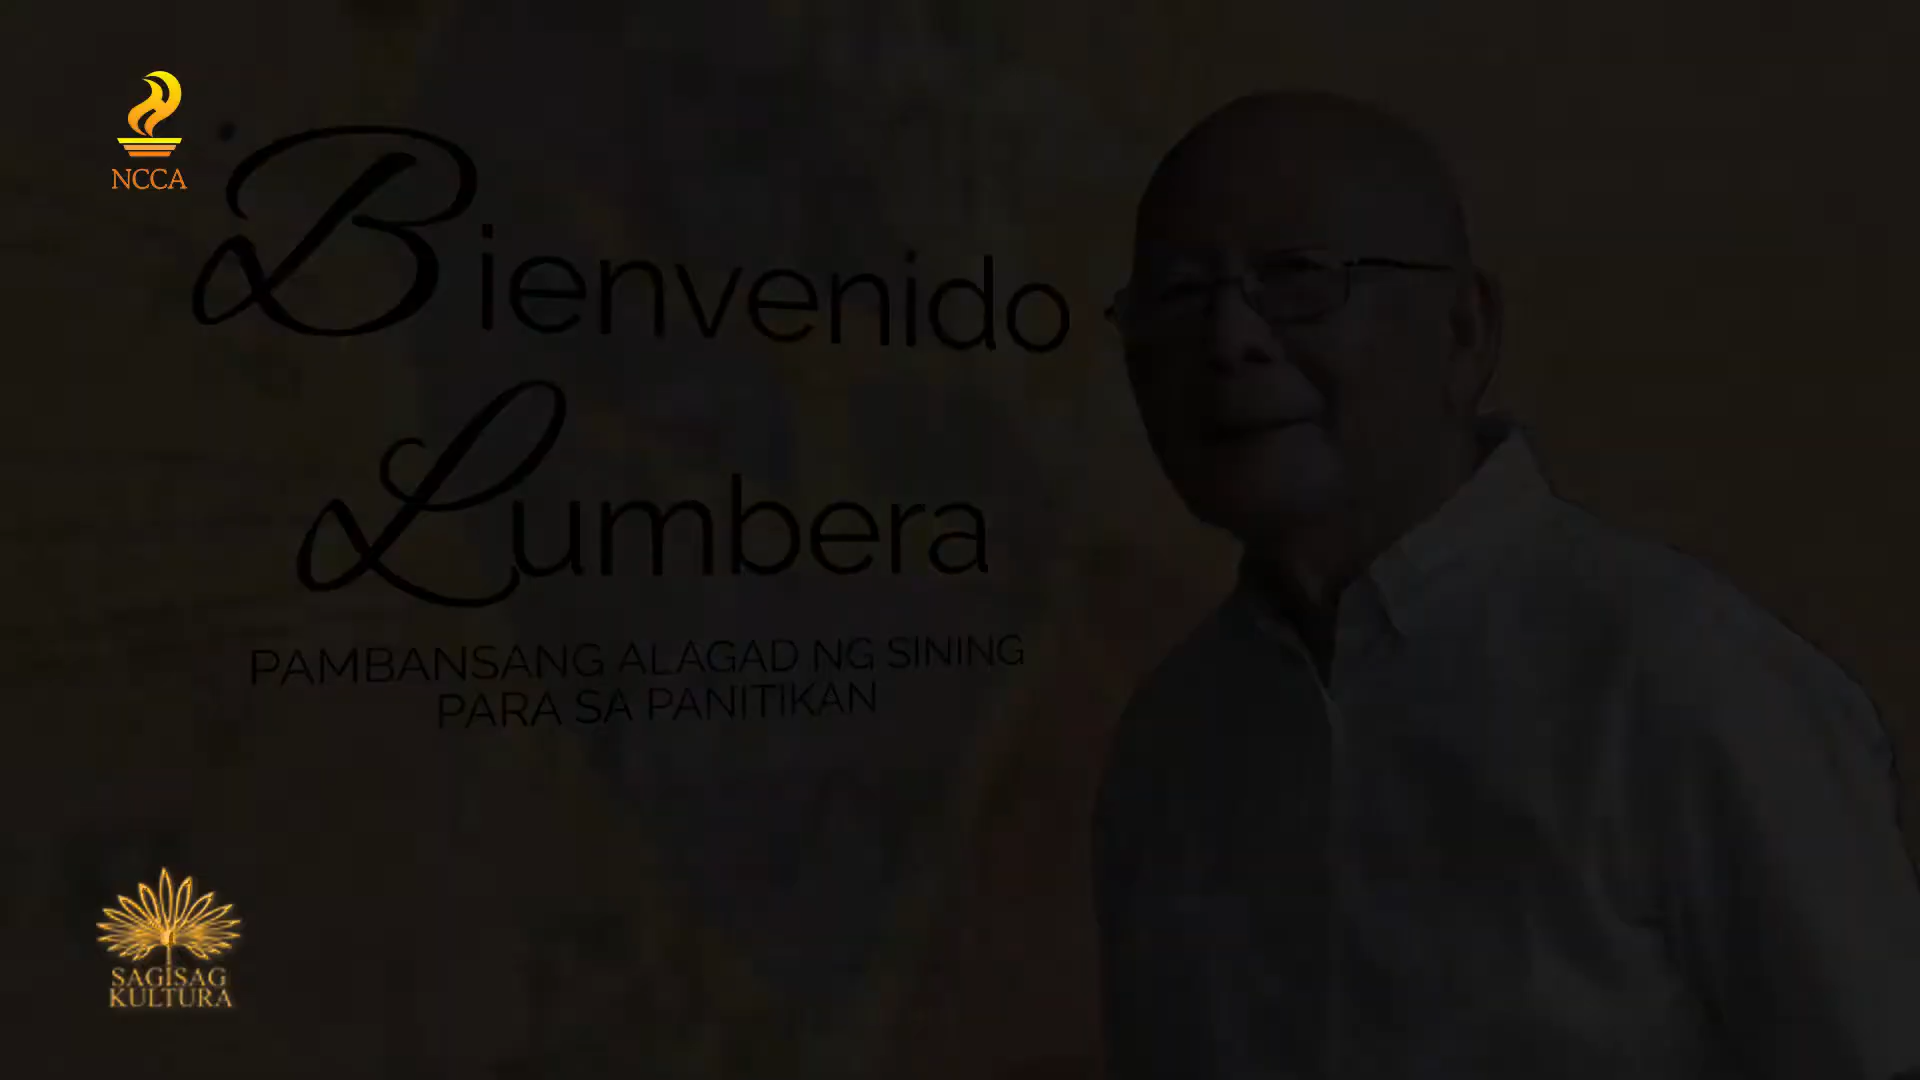 NCCA
Bienvenido
Lumbera
PAMBANSANG ALAGAD NG SINING
PARA SA PANITIKAN
SAGISAG
KULTURA